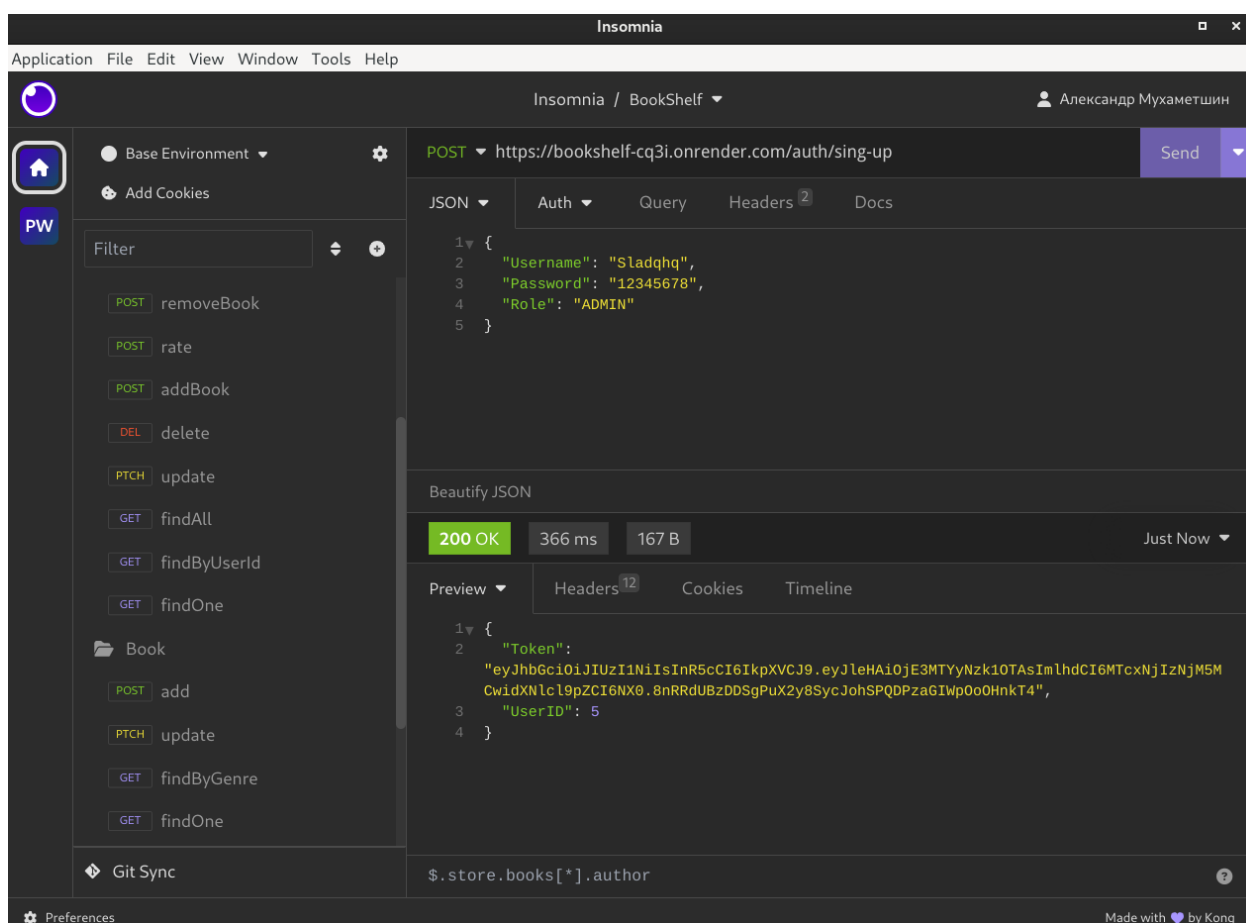 Insomnia
Application File Edit View Window Tools Help
Insomnia / BookShelf
Александр Мухаметшин
Base Environment
Add Cookies
PW
Filter
POST removeBook
POST rate
POST addBook
DEL delete
PTCH update
GET findAll
GET findByUserId
GET findOne
Book
POST add
PTCH update
GET findByGenre
GET findOne
Git Sync
Preferences
POST https://bookshelf-cq3i.onrender.com/auth/sing-up
Send
JSON Auth Query Headers 2 Docs
1 {
2 "Username": "Sladqhq",
3 "Password": "12345678",
4 "Role": "ADMIN"
5 }
Beautify JSON
200 OK 366 ms 167 B Just Now
Preview Headers 12 Cookies Timeline
1 {
2 "Token":
"eyJhbGciOiJIUzI1NiIsInR5cCI6IkpXVCJ9.eyJleHAiOjE3MTYyNzk1OTAsImlhdCI6MTcxNjIzNjM5M
CwidXNlcl9pZCI6NX0.8nRRdUBzDDSgPuX2y8SycJohSPQDPzaGIWpOoOHnkT4",
3 "UserID": 5
4 }
$.store.books[*].author
Made with by Kong